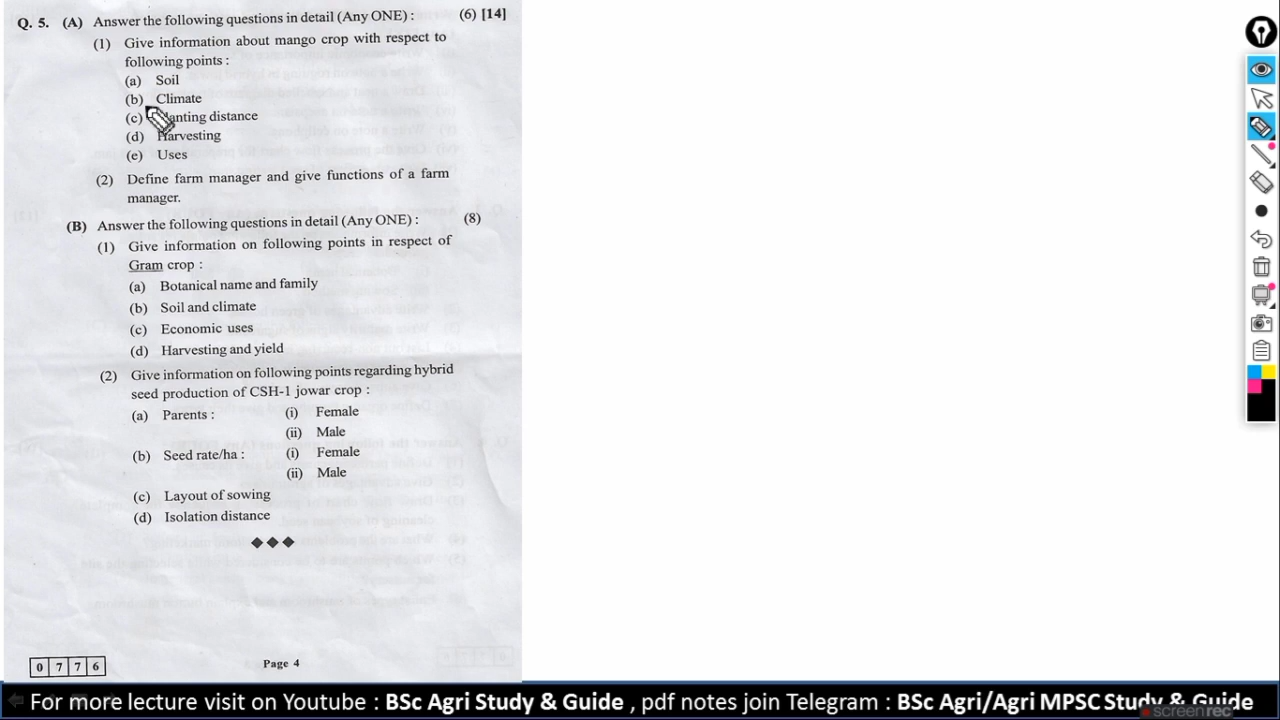 Q. 5. (A) Answer the following questions in detail (Any ONE) : (6) [14]
(1) Give information about mango crop with respect to
following points :
(a) Soil
(b) Climate
(c) Planting distance
(d) Harvesting
(e) Uses
(2) Define farm manager and give functions of a farm
manager.
(B) Answer the following questions in detail (Any ONE) : (8)
(1) Give information on following points in respect of
Gram crop :
(a) Botanical name and family
(b) Soil and climate
(c) Economic uses
(d) Harvesting and yield
(2) Give information on following points regarding hybrid
seed production of CSH-1 jowar crop :
(a) Parents : (i) Female
(ii) Male
(b) Seed rate/ha : (i) Female
(ii) Male
(c) Layout of sowing
(d) Isolation distance
0 7 7 6
Page 4
For more lecture visit on Youtube : BSc Agri Study & Guide , pdf notes join Telegram : BSc Agri/Agri MPSC Study & Guide
screenrec